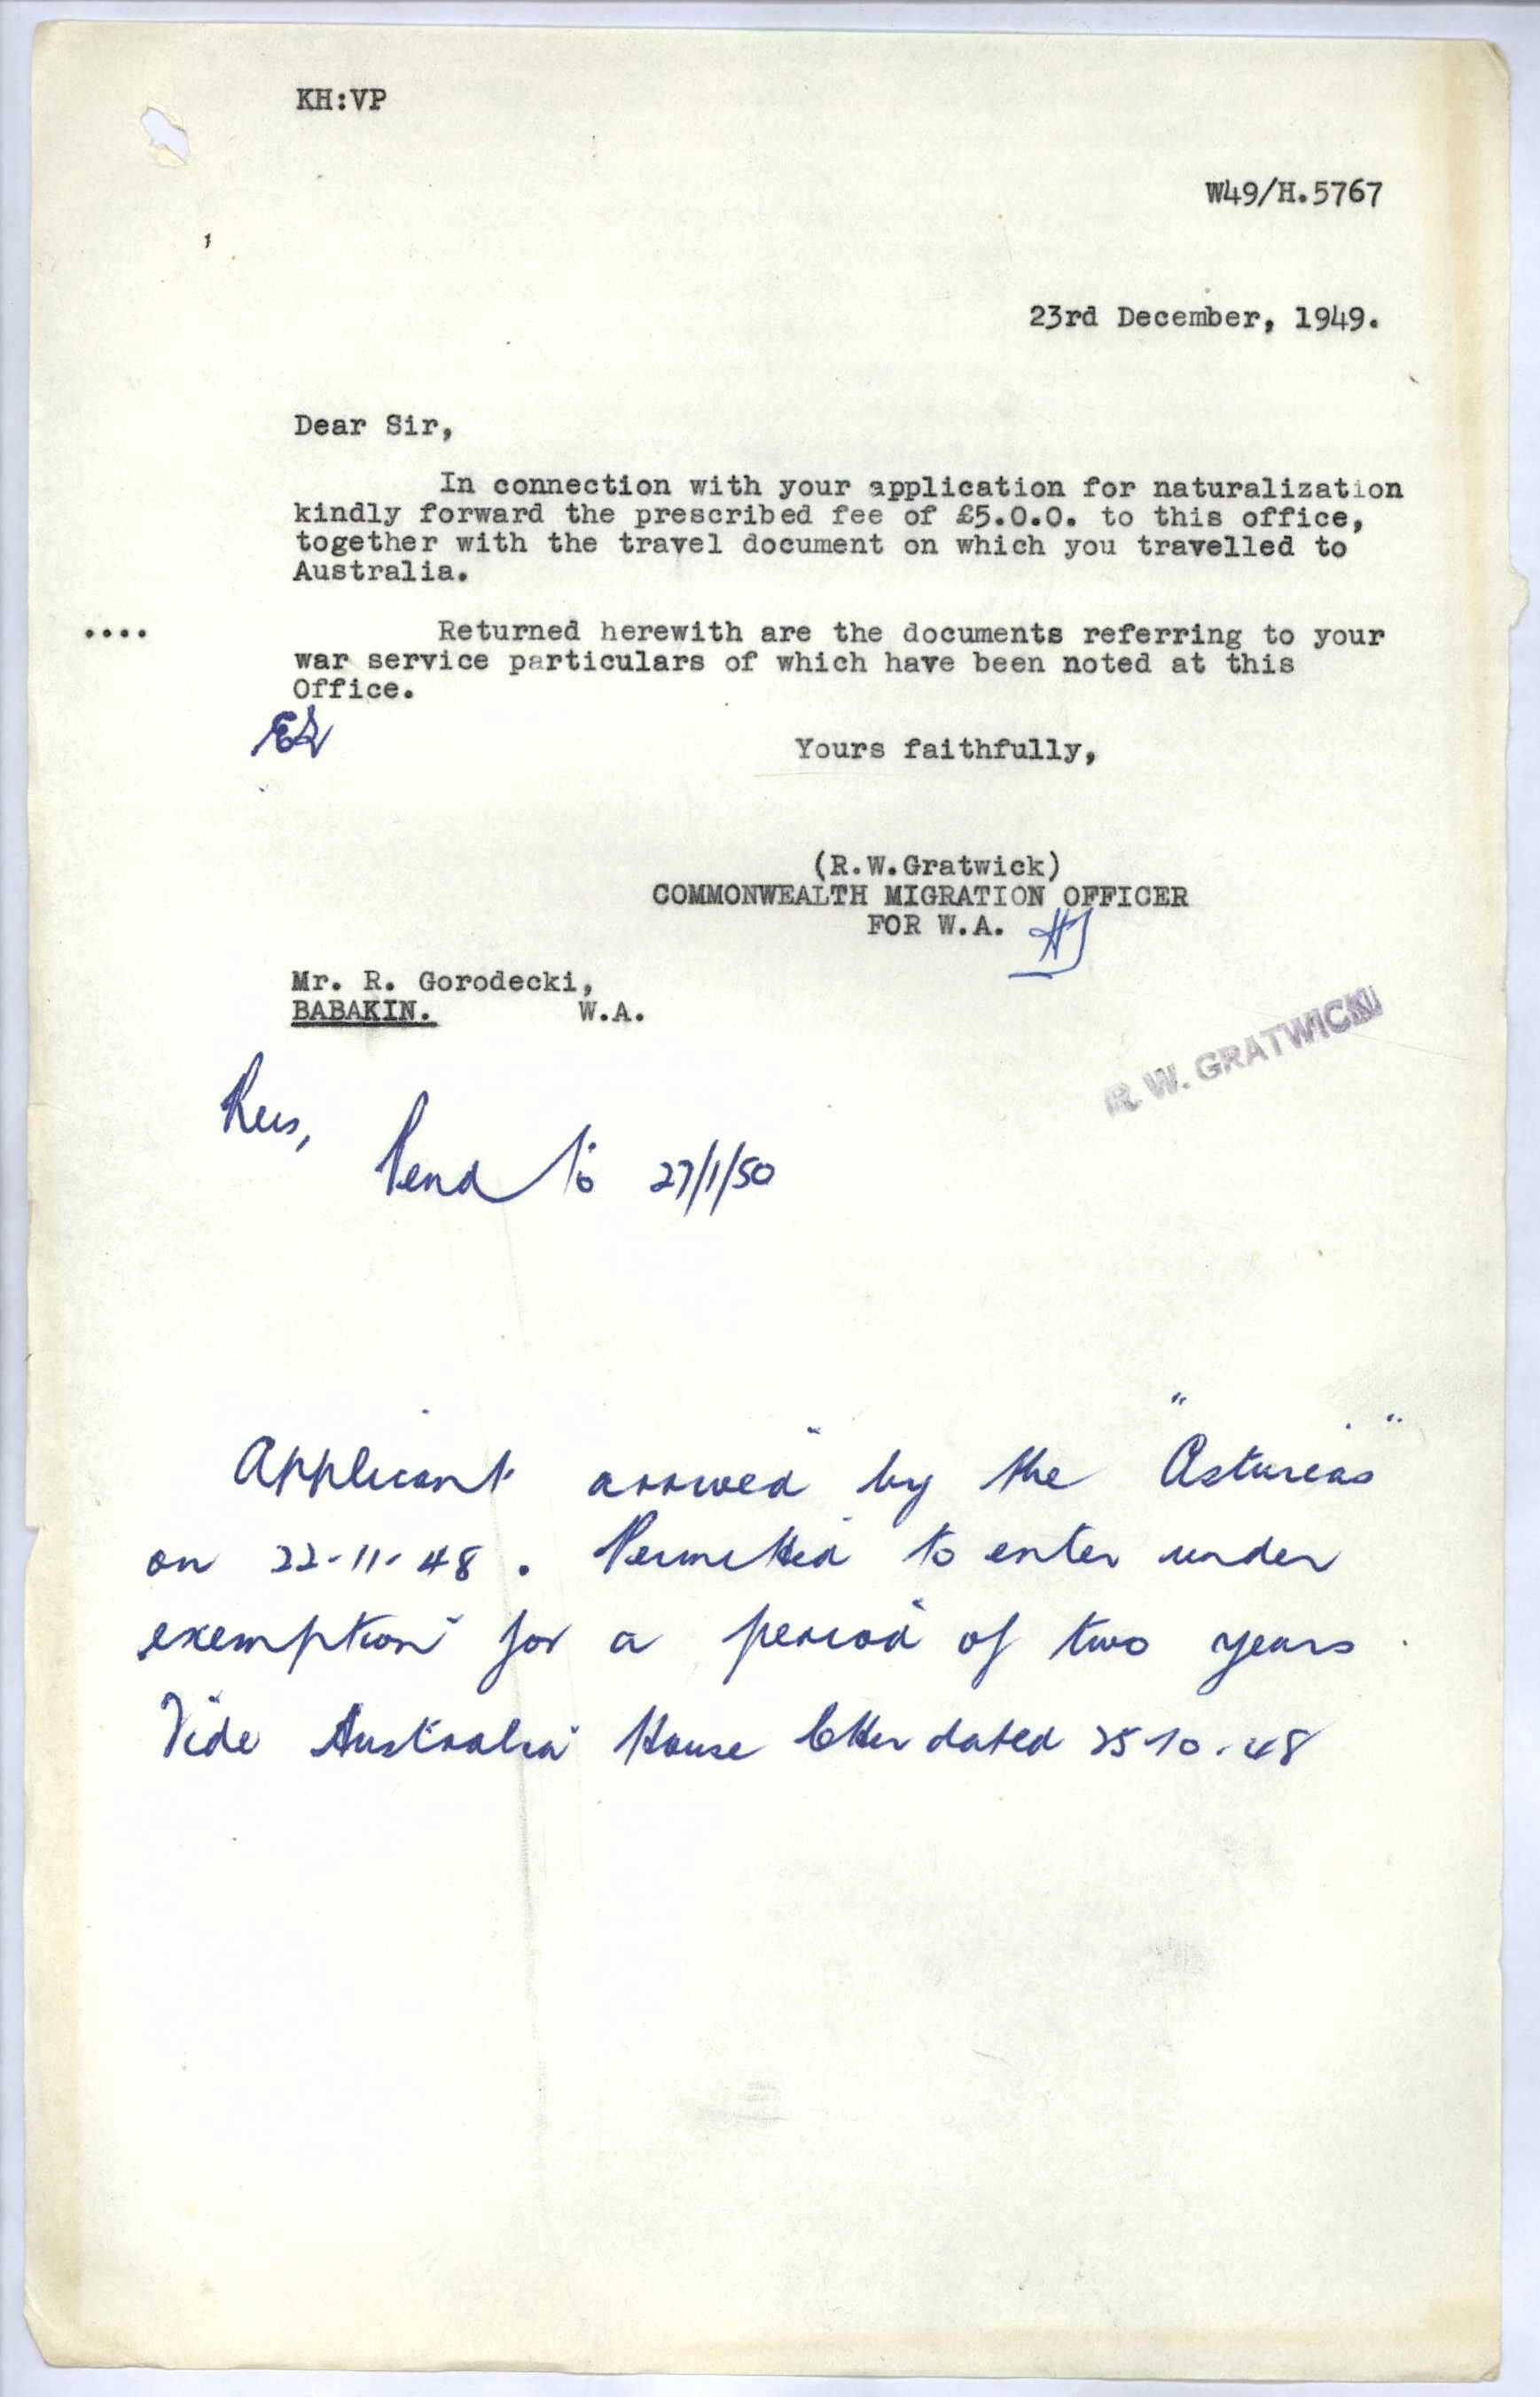 KH:VP
W49/H.5767
23rd December, 1949.
Dear Sir,
In connection with your application for naturalization
kindly forward the prescribed fee of £5.0.0. to this office,
together with the travel document on which you travelled to
Australia.
.... Returned herewith are the documents referring to your
war service particulars of which have been noted at this
Office.
Yours faithfully,
(R.W.Gratwick)
COMMONWEALTH MIGRATION OFFICER
FOR W.A.
Mr. R. Gorodecki,
BABAKIN. W.A.
R. W. GRATWICK
Pend to 27/1/50
Applicant arrived by the "Asturias"
on 22-11-48. Permitted to enter under
exemption for a period of two years
Vide Australia House letter dated 25-10-48